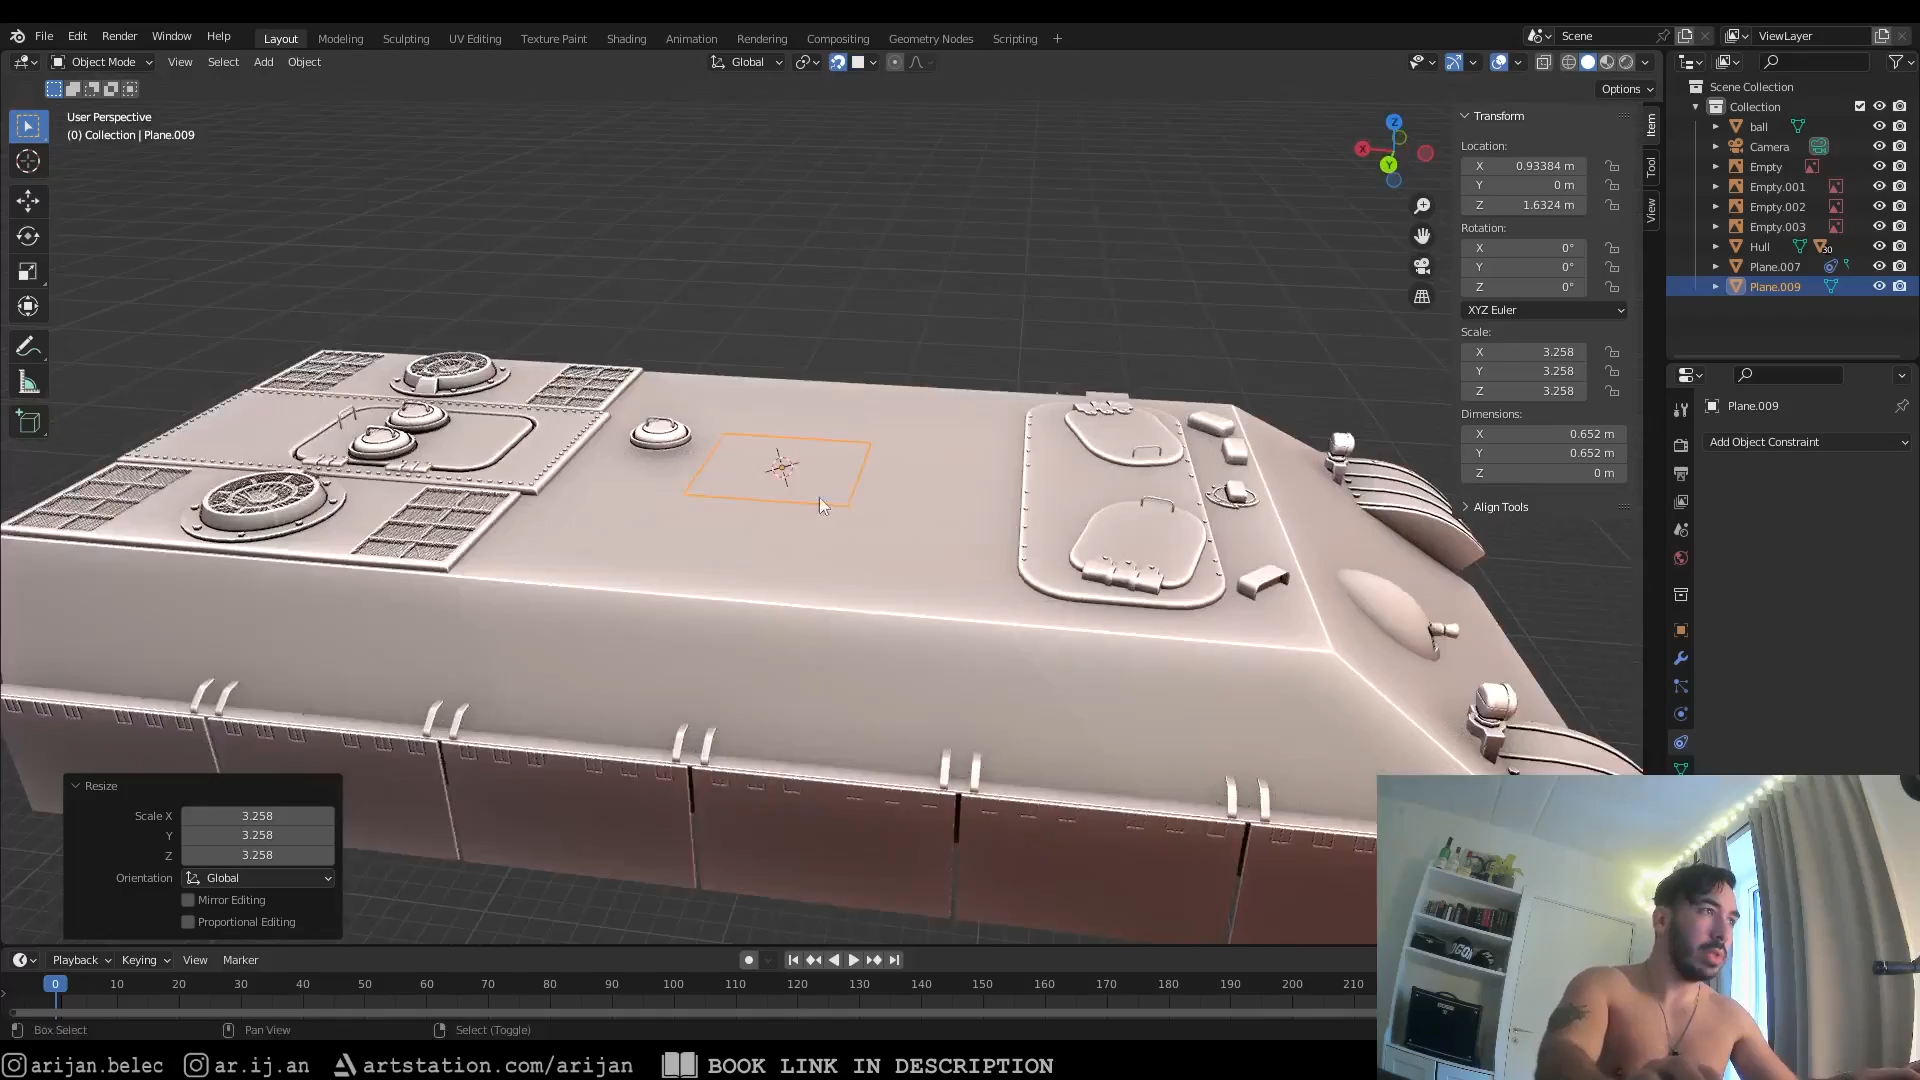 File Edit Render Window Help
Layout Modeling Sculpting UV Editing Texture Paint Shading Animation Rendering Compositing Geometry Nodes Scripting +
Scene
ViewLayer
Object Mode View Select Add Object
Global
Options
User Perspective
(0) Collection | Plane.009
X
Y
Z
Transform
Location:
X 0.93384 m
Y 0 m
Z 1.6324 m
Rotation:
X 0°
Y 0°
Z 0°
XYZ Euler
Scale:
X 3.258
Y 3.258
Z 3.258
Dimensions:
X 0.652 m
Y 0.652 m
Z 0 m
Align Tools
Item
Tool
View
Scene Collection
Collection
ball
Camera
Empty
Empty.001
Empty.002
Empty.003
Hull 30
Plane.007
Plane.009
Plane.009
Add Object Constraint
Resize
Scale X 3.258
Y 3.258
Z 3.258
Orientation Global
Mirror Editing
Proportional Editing
Playback Keying View Marker
0 10 20 30 40 50 60 70 80 90 100 110 120 130 140 150 160 170 180 190 200 210
Box Select Pan View Select (Toggle)
arijan.belec ar.ij.an artstation.com/arijan BOOK LINK IN DESCRIPTION